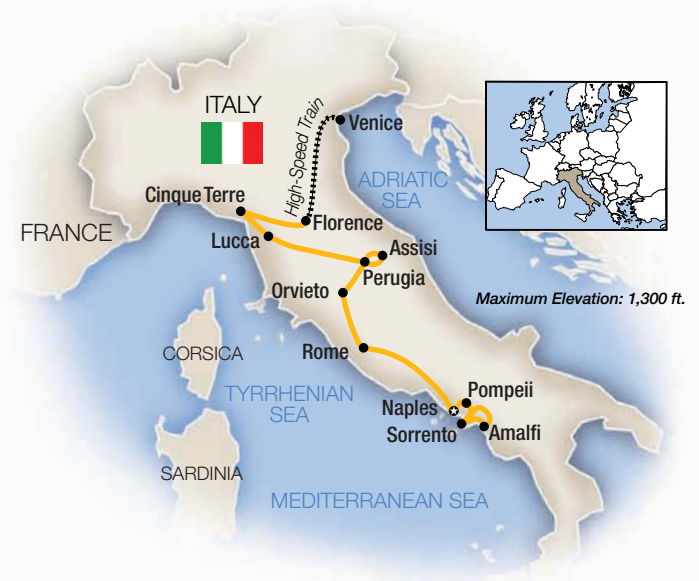 ITALY
High-Speed Train
Venice
ADRIATIC
SEA
Cinque Terre
Florence
FRANCE
Lucca
Assisi
Perugia
Orvieto
Maximum Elevation: 1,300 ft.
CORSICA
Rome
TYRRHENIAN
SEA
Pompeii
Naples
Sorrento
Amalfi
SARDINIA
MEDITERRANEAN SEA